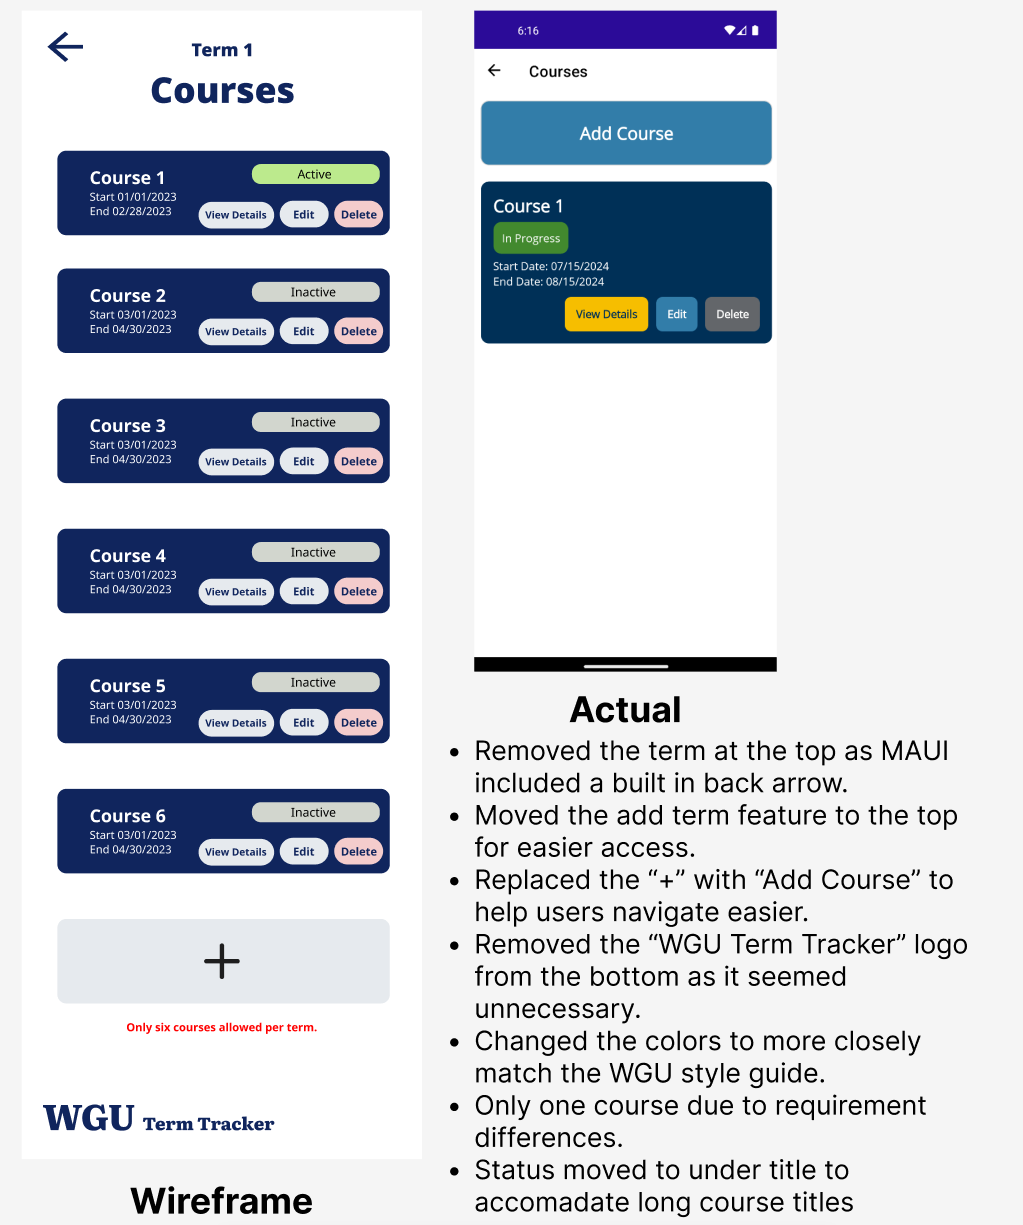 Term 1
Courses
Course 1
Active
Start 01/01/2023
End 02/28/2023
View Details
Edit
Delete
Course 2
Inactive
Start 03/01/2023
End 04/30/2023
View Details
Edit
Delete
Course 3
Inactive
Start 03/01/2023
End 04/30/2023
View Details
Edit
Delete
Course 4
Inactive
Start 03/01/2023
End 04/30/2023
View Details
Edit
Delete
Course 5
Inactive
Start 03/01/2023
End 04/30/2023
View Details
Edit
Delete
Course 6
Inactive
Start 03/01/2023
End 04/30/2023
View Details
Edit
Delete
+
Only six courses allowed per term.
WGU Term Tracker
Wireframe
6:16
Courses
Add Course
Course 1
In Progress
Start Date: 07/15/2024
End Date: 08/15/2024
View Details
Edit
Delete
Actual
• Removed the term at the top as MAUI
included a built in back arrow.
• Moved the add term feature to the top
for easier access.
• Replaced the “+” with “Add Course” to
help users navigate easier.
• Removed the “WGU Term Tracker” logo
from the bottom as it seemed
unnecessary.
• Changed the colors to more closely
match the WGU style guide.
• Only one course due to requirement
differences.
• Status moved to under title to
accomadate long course titles